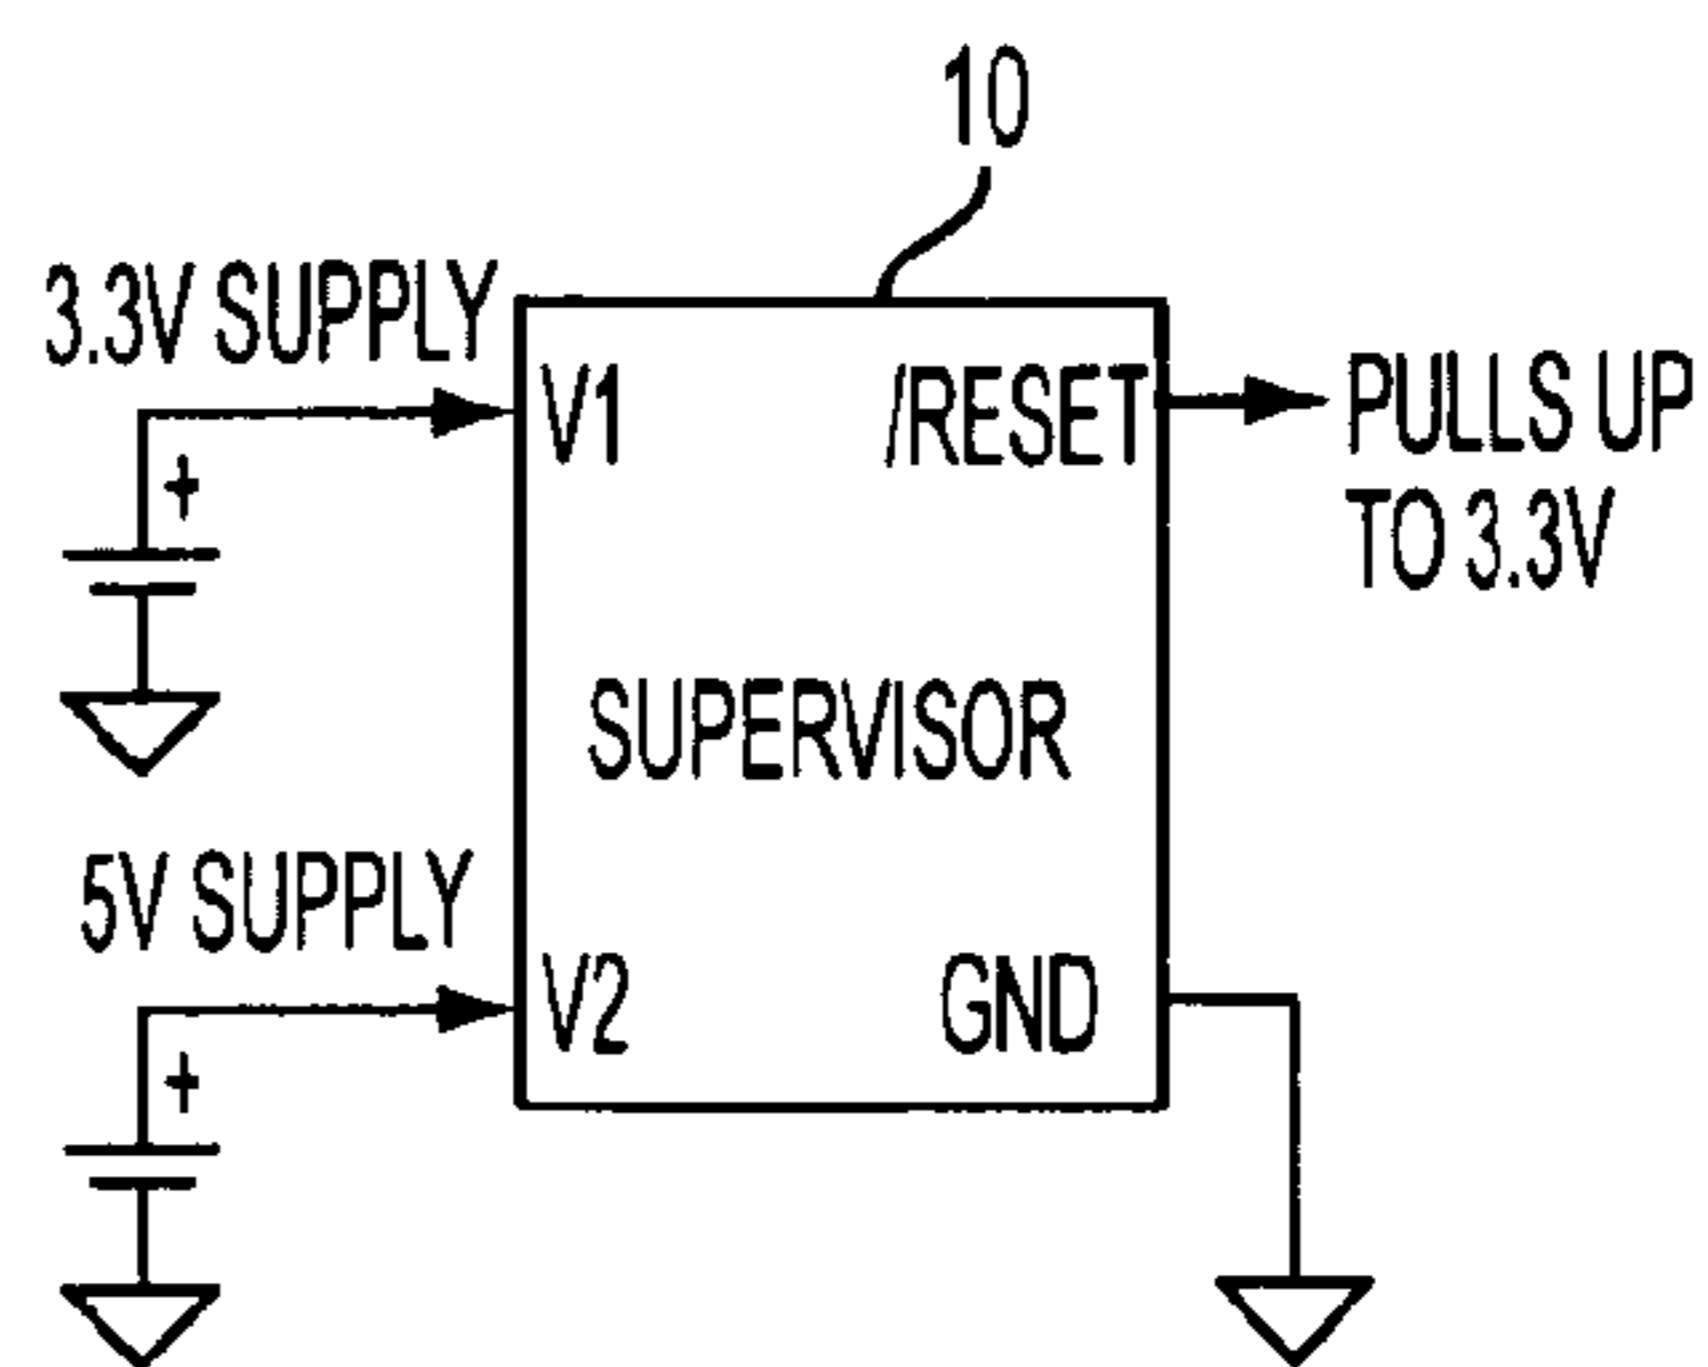 10
3.3V SUPPLY
V1
/RESET
PULLS UP
TO 3.3V
+
SUPERVISOR
5V SUPPLY
V2
GND
+